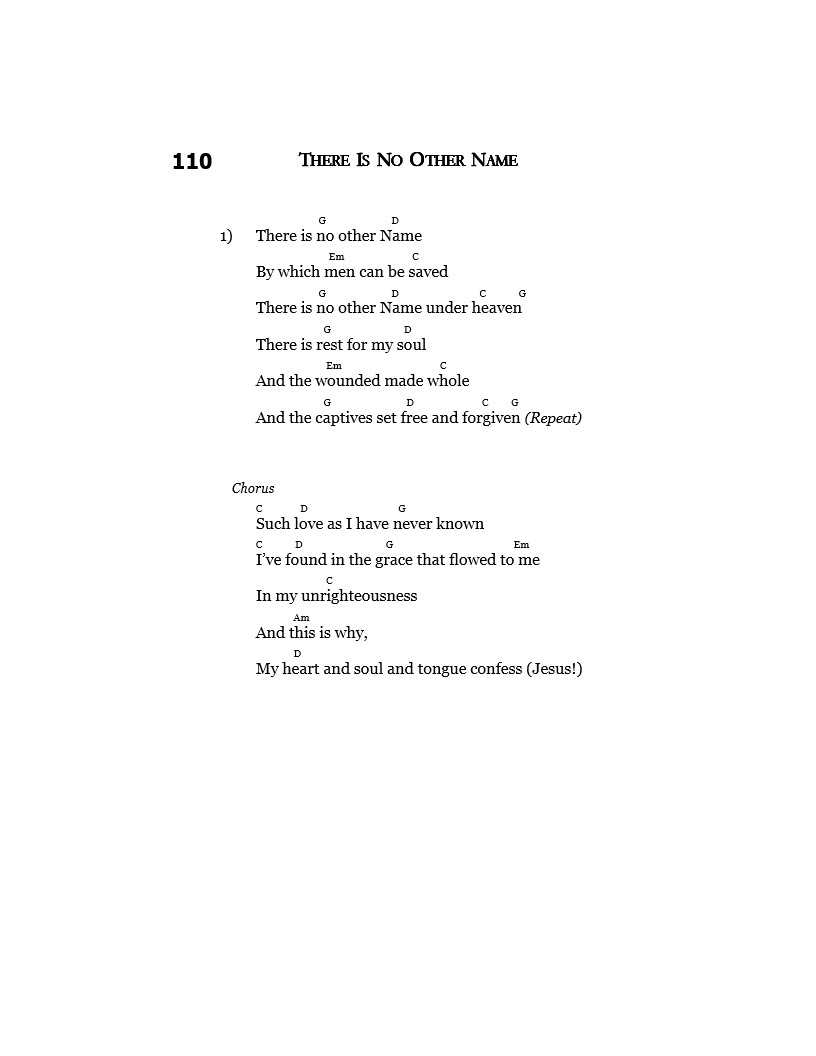 110 THERE IS NO OTHER NAME
G D
1) There is no other Name
Em C
By which men can be saved
G D C G
There is no other Name under heaven
G D
There is rest for my soul
Em C
And the wounded made whole
G D C G
And the captives set free and forgiven (Repeat)
Chorus
C D G
Such love as I have never known
C D G Em
I’ve found in the grace that flowed to me
C
In my unrighteousness
Am
And this is why,
D
My heart and soul and tongue confess (Jesus!)